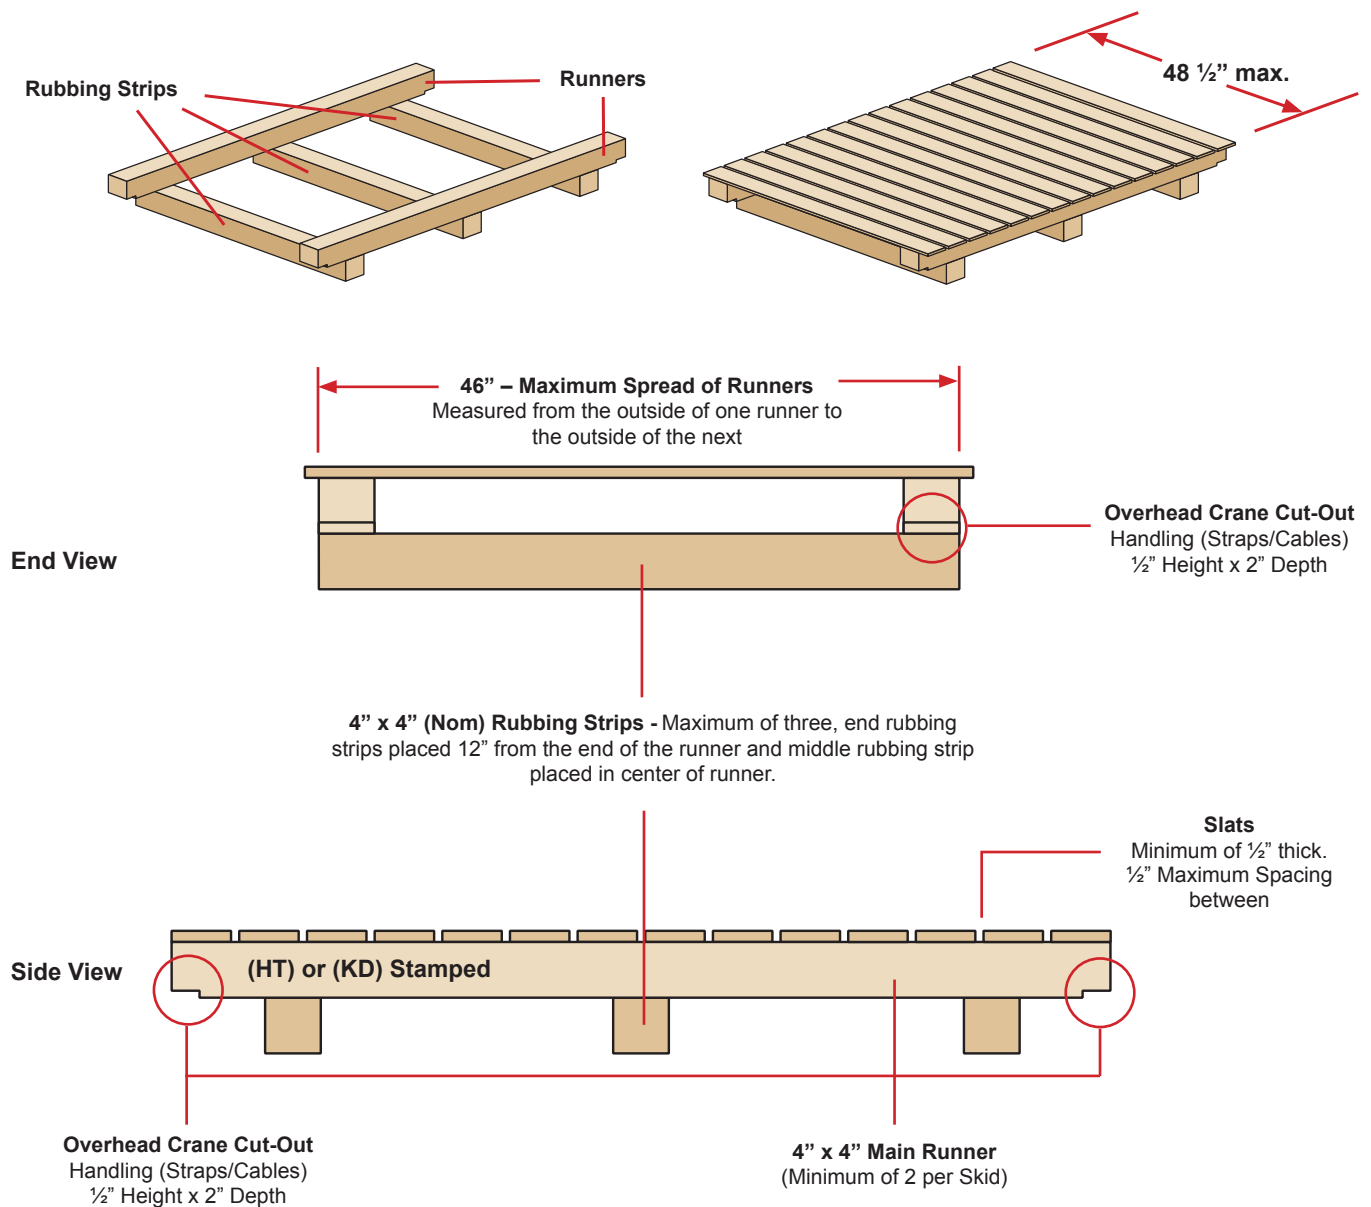 Rubbing Strips
Runners
48 ½” max.
46” – Maximum Spread of Runners
Measured from the outside of one runner to
the outside of the next
End View
Overhead Crane Cut-Out
Handling (Straps/Cables)
½” Height x 2” Depth
4” x 4” (Nom) Rubbing Strips - Maximum of three, end rubbing
strips placed 12” from the end of the runner and middle rubbing strip
placed in center of runner.
Slats
Minimum of ½” thick.
½” Maximum Spacing
between
Side View
(HT) or (KD) Stamped
Overhead Crane Cut-Out
Handling (Straps/Cables)
½” Height x 2” Depth
4” x 4” Main Runner
(Minimum of 2 per Skid)